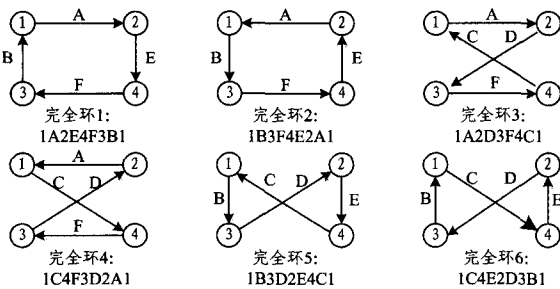 1 A 2
B E
3 F 4
完全环1:
1A2E4F3B1
1 A 2
B E
3 F 4
完全环2:
1B3F4E2A1
1 A 2
C D
3 F 4
完全环3:
1A2D3F4C1
1 A 2
C D
3 F 4
完全环4:
1C4F3D2A1
1 2
B C D E
3 4
完全环5:
1B3D2E4C1
1 2
B C D E
3 4
完全环6:
1C4E2D3B1